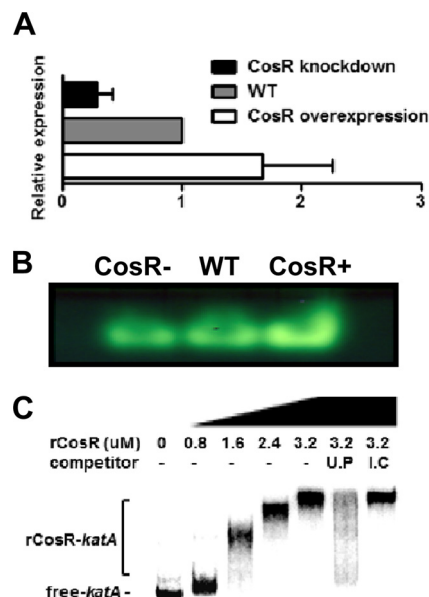 A
Relative expression
CosR knockdown
WT
CosR overexpression
0 1 2 3
B
CosR- WT CosR+
C
rCosR (uM) 0 0.8 1.6 2.4 3.2 3.2 3.2
competitor - - - - - U.P I.C
rCosR-katA
free-katA -